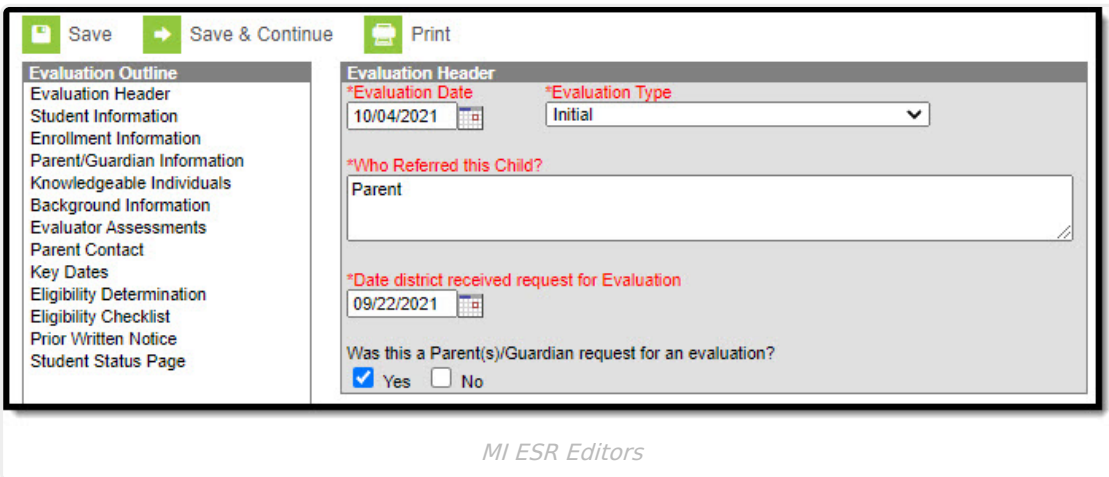 Save Save & Continue Print
Evaluation Outline
Evaluation Header
Student Information
Enrollment Information
Parent/Guardian Information
Knowledgeable Individuals
Background Information
Evaluator Assessments
Parent Contact
Key Dates
Eligibility Determination
Eligibility Checklist
Prior Written Notice
Student Status Page
Evaluation Header
*Evaluation Date *Evaluation Type
10/04/2021 Initial
*Who Referred this Child?
Parent
*Date district received request for Evaluation
09/22/2021
Was this a Parent(s)/Guardian request for an evaluation?
Yes No
MI ESR Editors